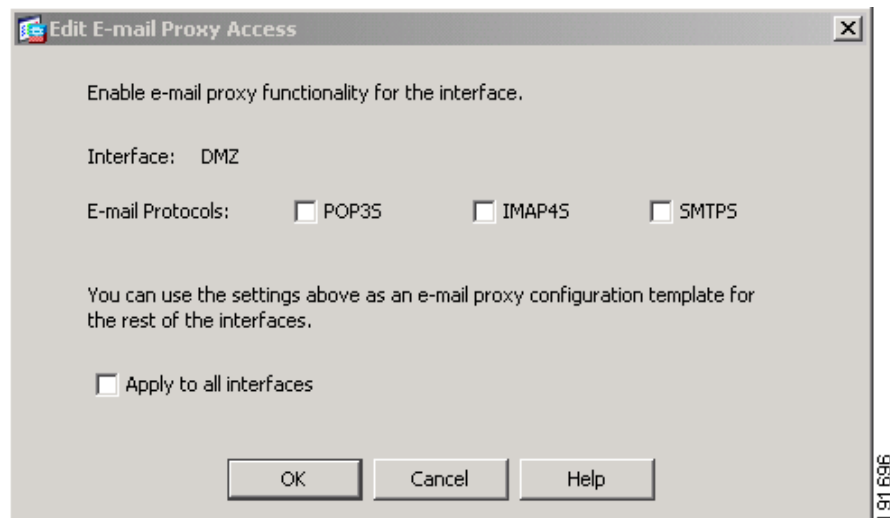 Edit E-mail Proxy Access
Enable e-mail proxy functionality for the interface.
Interface: DMZ
E-mail Protocols: POP3S IMAP4S SMTPS
You can use the settings above as an e-mail proxy configuration template for
the rest of the interfaces.
Apply to all interfaces
OK Cancel Help
191696